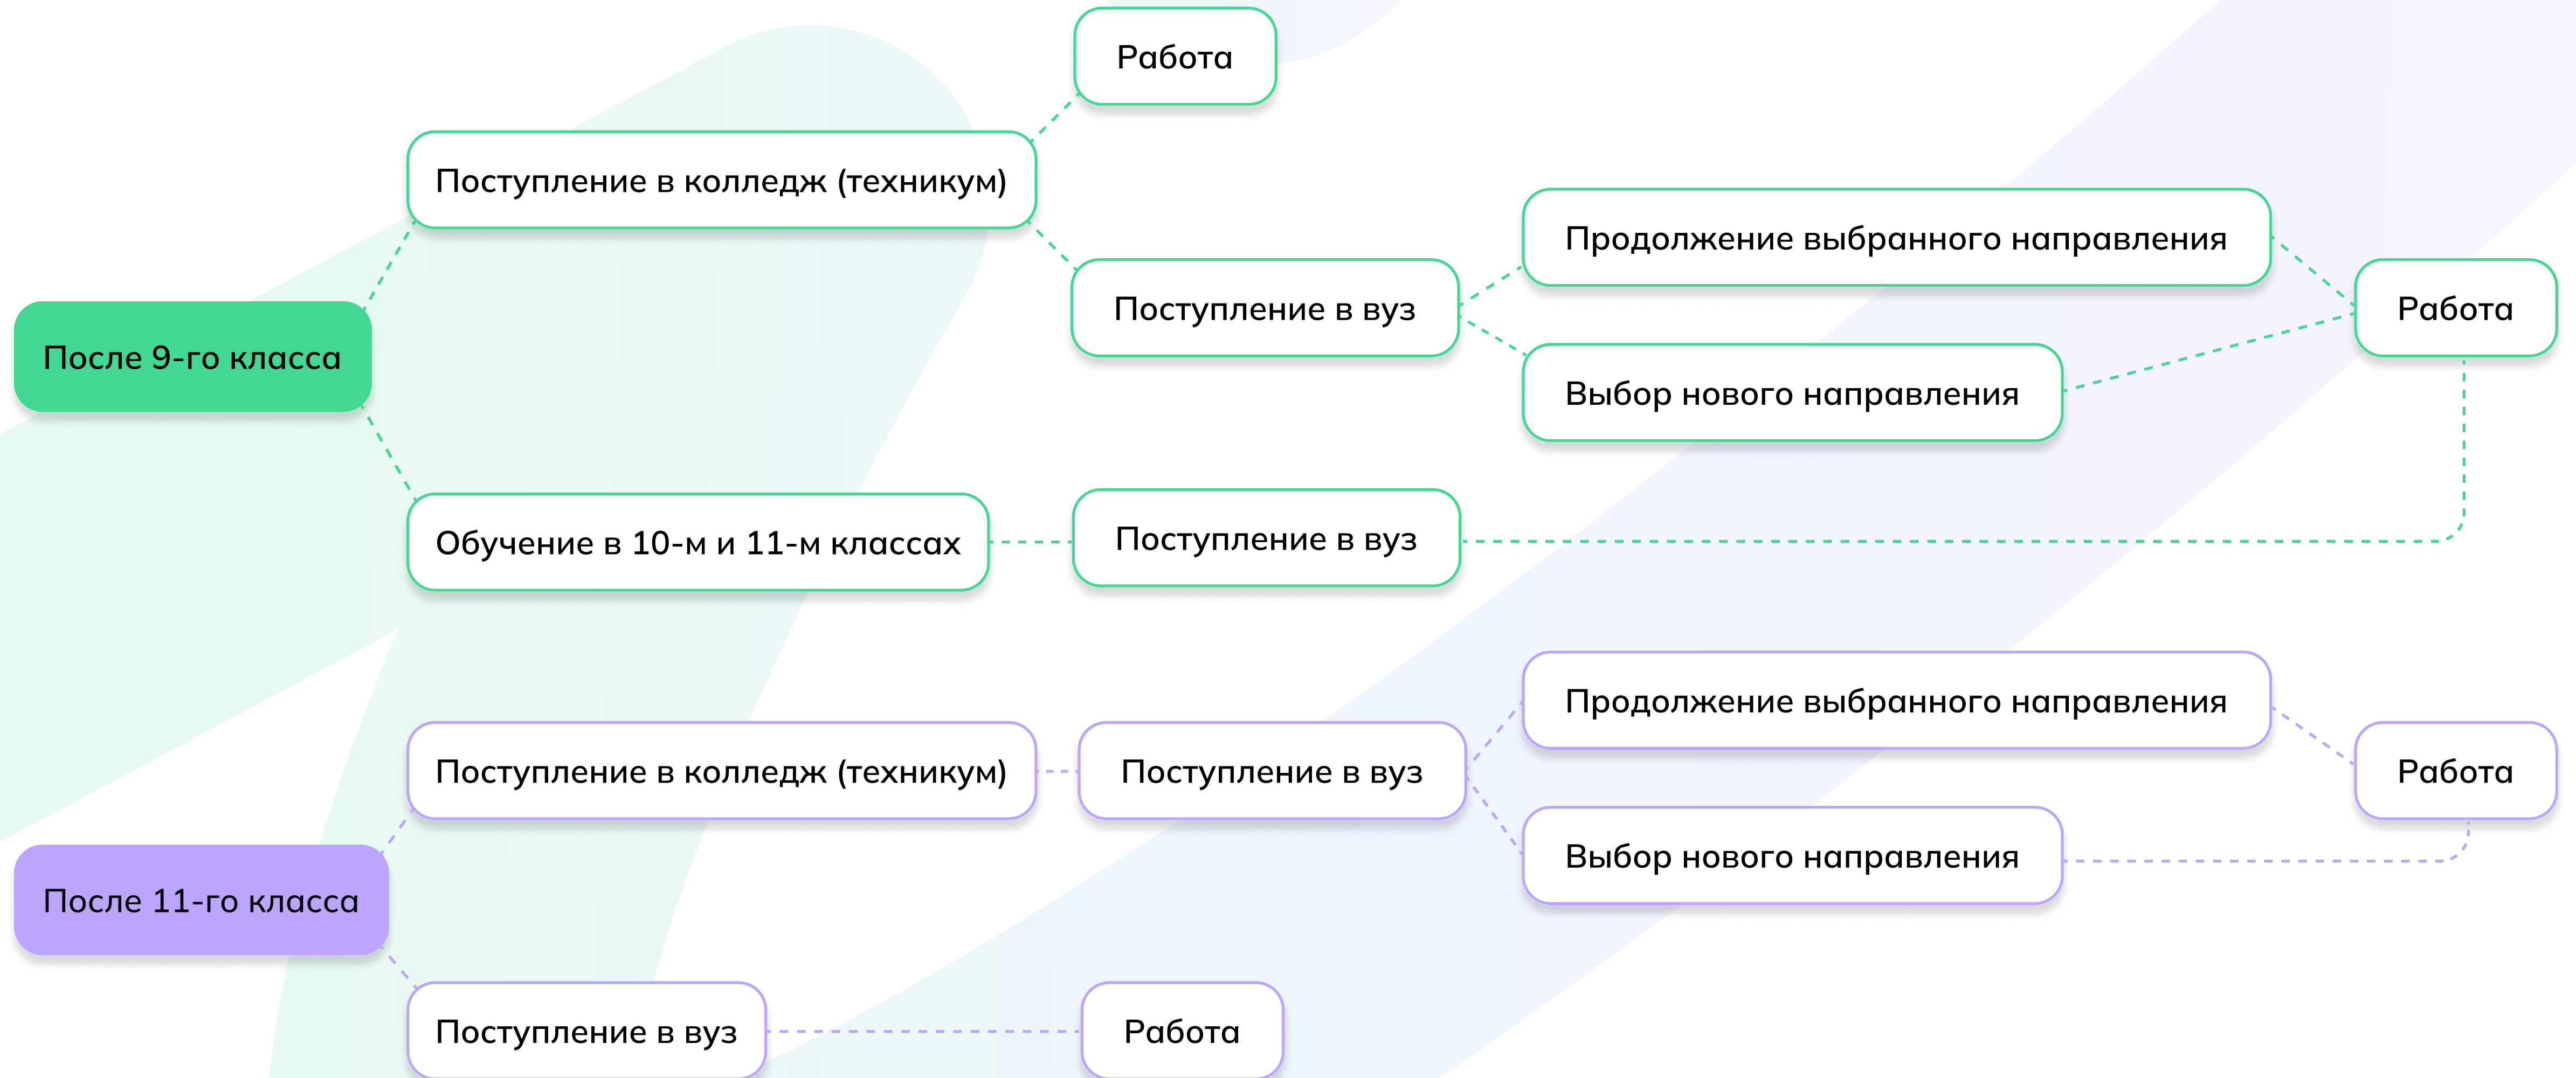 Работа
Поступление в колледж (техникум)
Продолжение выбранного направления
Поступление в вуз
Работа
После 9-го класса
Выбор нового направления
Обучение в 10-м и 11-м классах
Поступление в вуз
Продолжение выбранного направления
Поступление в колледж (техникум)
Поступление в вуз
Работа
Выбор нового направления
После 11-го класса
Поступление в вуз
Работа